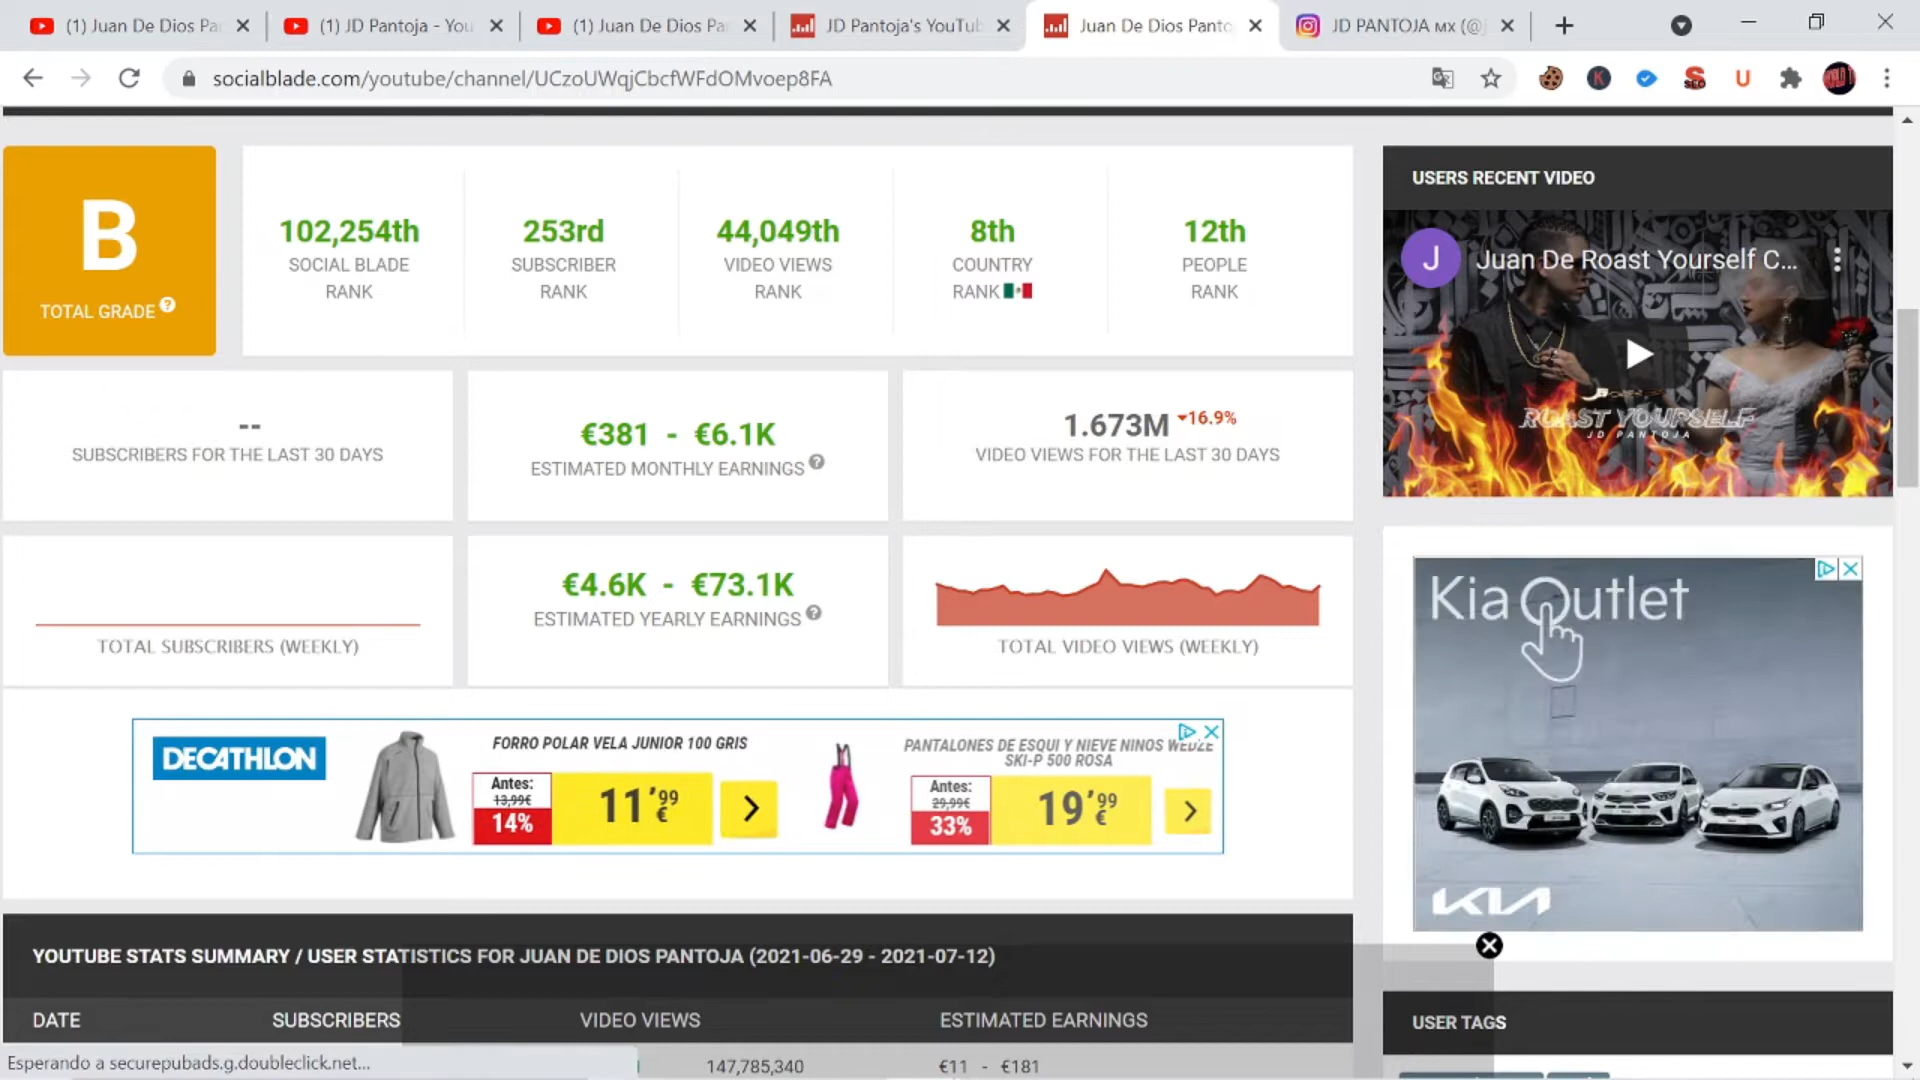 (1) Juan De Dios Pa
(1) JD Pantoja - You
(1) Juan De Dios Pa
JD Pantoja's YouTub
Juan De Dios Panto
JD PANTOJA MX (@
socialblade.com/youtube/channel/UCzoUWqjCbcfWFdOMvoep8FA
B
TOTAL GRADE
102,254th
SOCIAL BLADE
RANK
253rd
SUBSCRIBER
RANK
44,049th
VIDEO VIEWS
RANK
8th
COUNTRY
RANK
12th
PEOPLE
RANK
USERS RECENT VIDEO
J
Juan De Roast Yourself C...
ROAST YOURSELF
JD PANTOJA
--
SUBSCRIBERS FOR THE LAST 30 DAYS
€381 - €6.1K
ESTIMATED MONTHLY EARNINGS
1.673M
16.9%
VIDEO VIEWS FOR THE LAST 30 DAYS
TOTAL SUBSCRIBERS (WEEKLY)
€4.6K - €73.1K
ESTIMATED YEARLY EARNINGS
TOTAL VIDEO VIEWS (WEEKLY)
DECATHLON
FORRO POLAR VELA JUNIOR 100 GRIS
Antes:
13,99€
14%
11'99
€
PANTALONES DE ESQUI Y NIEVE NINOS WEDZE
SKI-P 500 ROSA
Antes:
29,99€
33%
19'99
€
Kia Outlet
KIA
YOUTUBE STATS SUMMARY / USER STATISTICS FOR JUAN DE DIOS PANTOJA (2021-06-29 - 2021-07-12)
DATE
SUBSCRIBERS
VIDEO VIEWS
ESTIMATED EARNINGS
147,785,340
€11 - €181
USER TAGS
Esperando a securepubads.g.doubleclick.net...